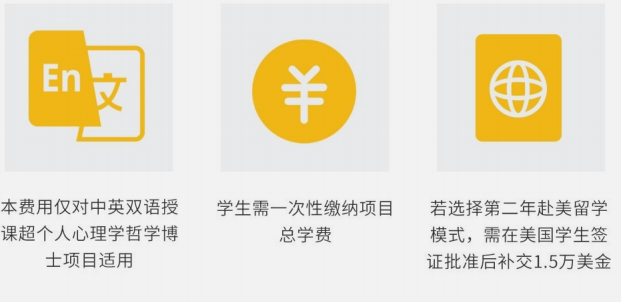 En 文
¥
本费用仅对中英双语授
课超个人心理学哲学博
士项目适用
学生需一次性缴纳项目
总学费
若选择第二年赴美留学
模式，需在美国学生签
证批准后补交1.5万美金